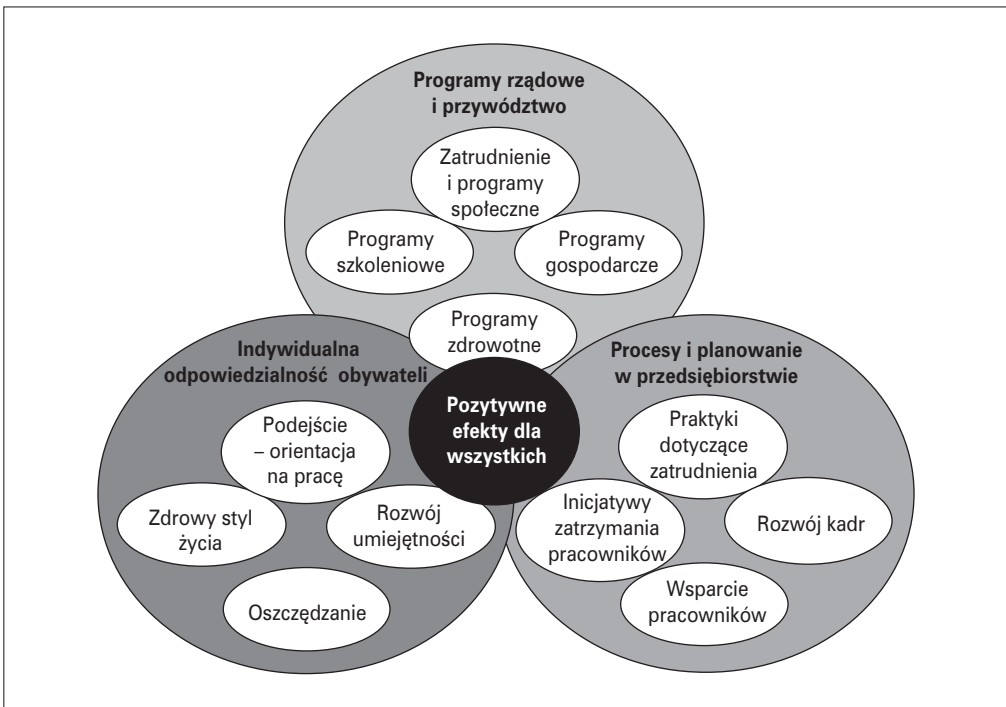 Programy rządowe
i przywództwo
Zatrudnienie
i programy
społeczne
Programy
szkoleniowe
Programy
gospodarcze
Programy
zdrowotne
Indywidualna
odpowiedzialność obywateli
Podejście
– orientacja
na pracę
Zdrowy styl
życia
Rozwój
umiejętności
Oszczędzanie
Pozytywne
efekty dla
wszystkich
Procesy i planowanie
w przedsiębiorstwie
Praktyki
dotyczące
zatrudnienia
Inicjatywy
zatrzymania
pracowników
Rozwój kadr
Wsparcie
pracowników